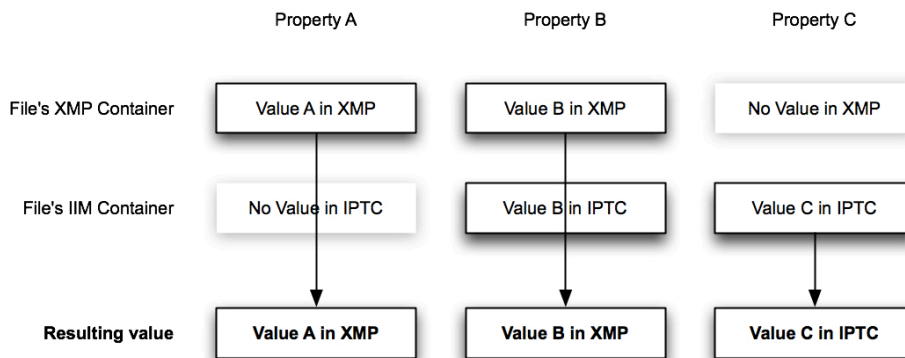 Property A Property B Property C
File's XMP Container Value A in XMP Value B in XMP No Value in XMP
File's IIM Container No Value in IPTC Value B in IPTC Value C in IPTC
Resulting value Value A in XMP Value B in XMP Value C in IPTC